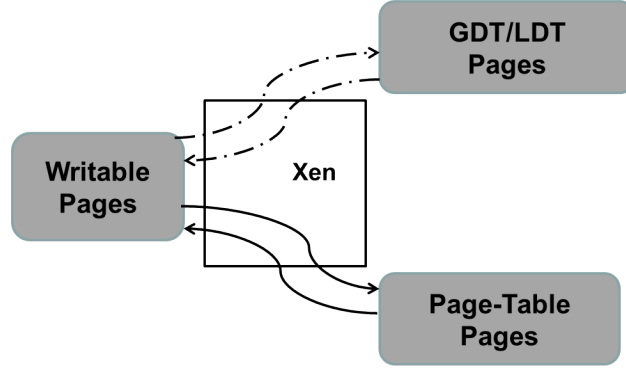 GDT/LDT
Pages
Writable
Pages
Xen
Page-Table
Pages